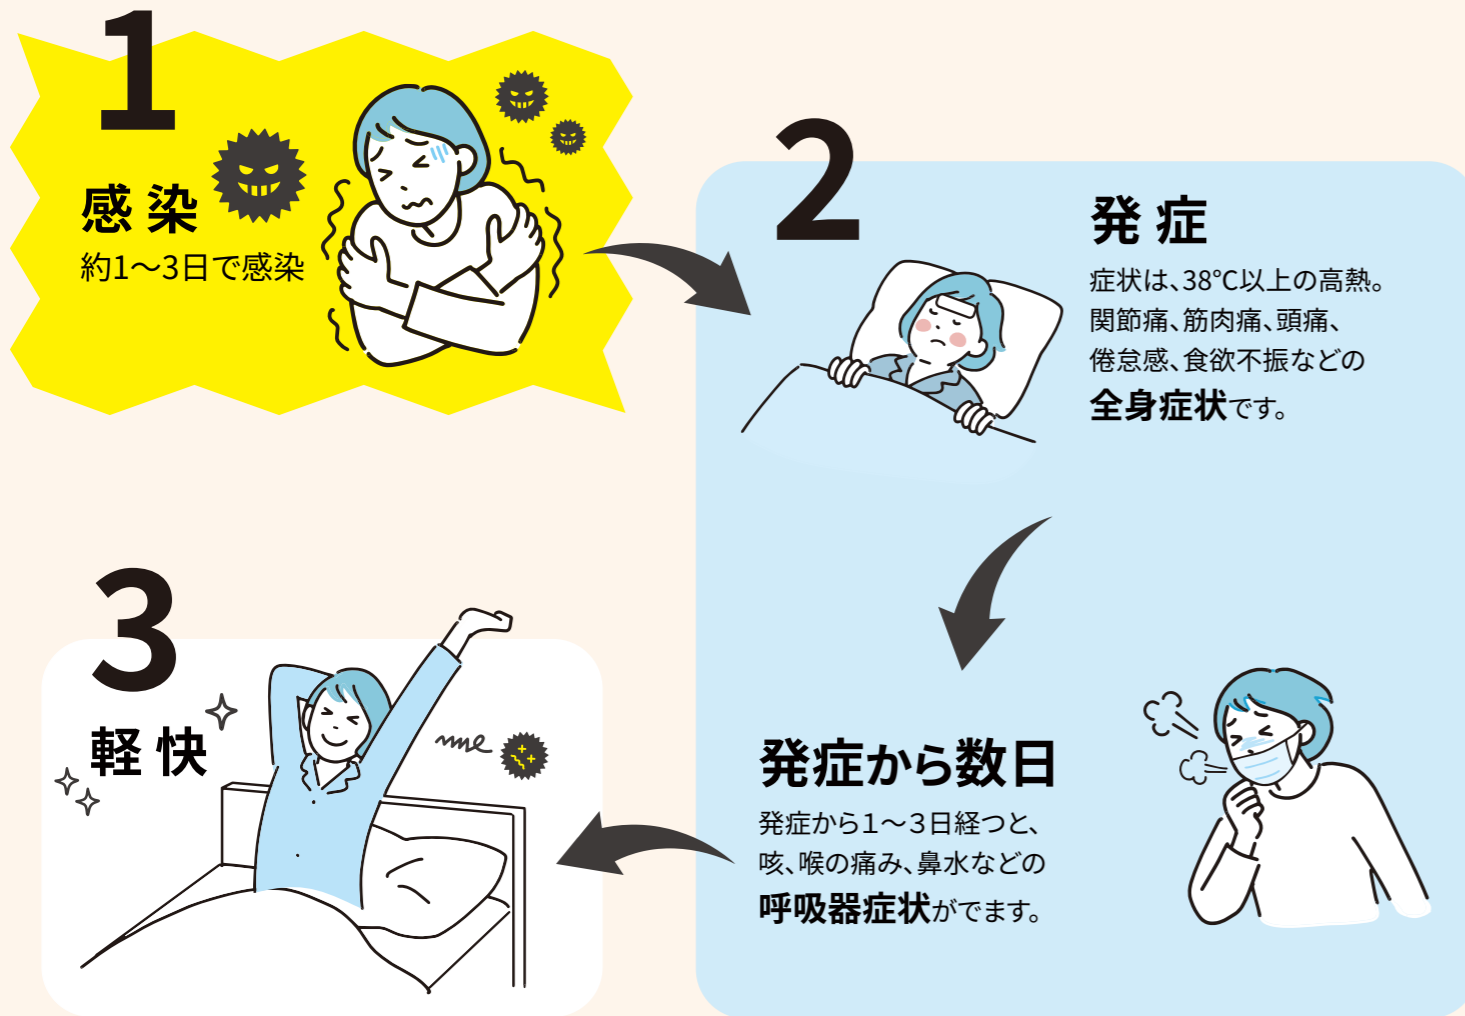 1
感染
約1～3日で感染
2
発症
症状は、38℃以上の高熱。
関節痛、筋肉痛、頭痛、
倦怠感、食欲不振などの
全身症状です。
発症から数日
発症から１～３日経つと、
咳、喉の痛み、鼻水などの
呼吸器症状がでます。
3
軽快